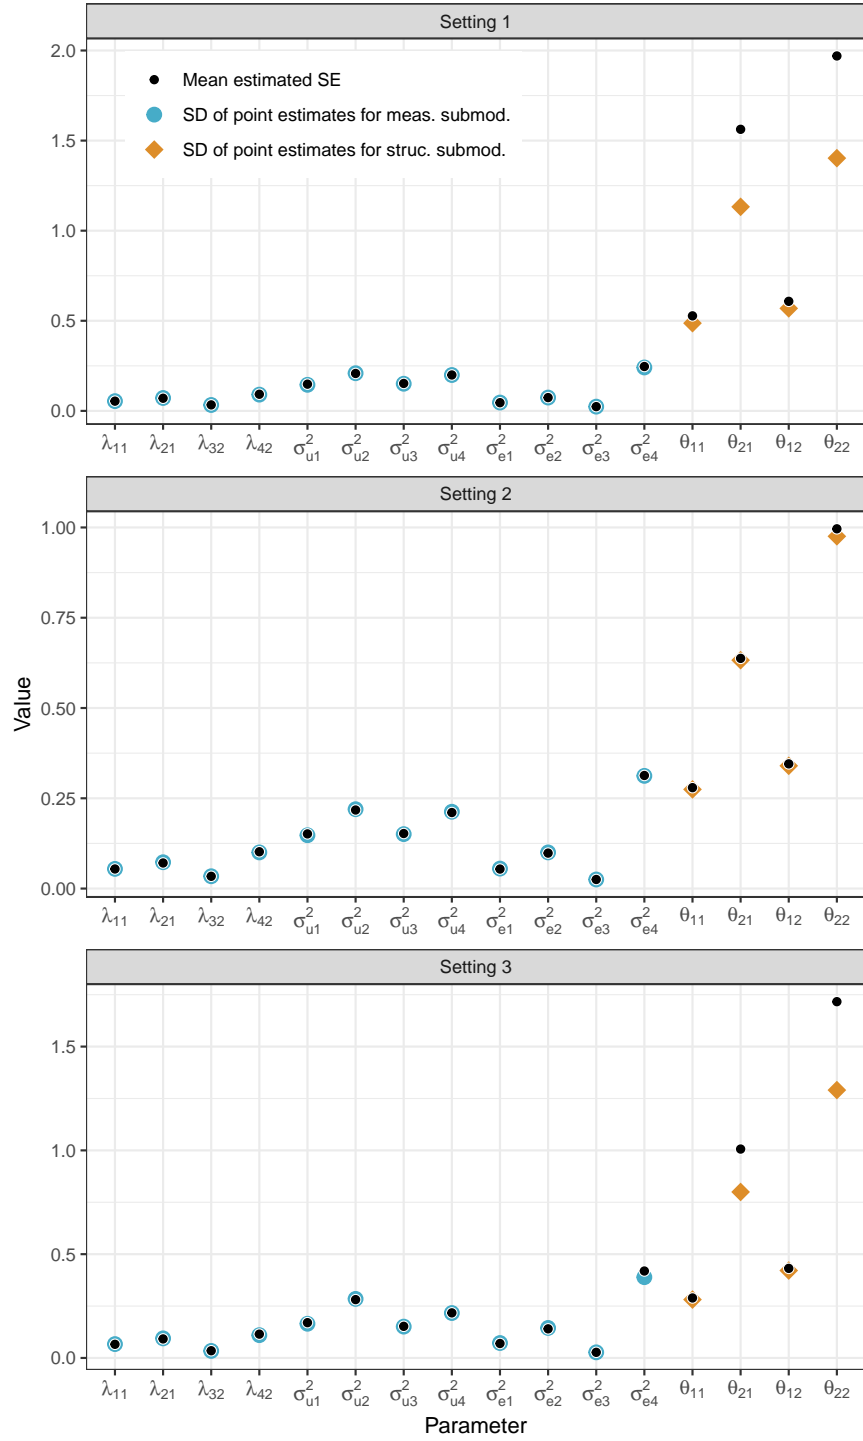 Setting 1
2.0
1.5
1.0
0.5
0.0
Mean estimated SE
SD of point estimates for meas. submod.
SD of point estimates for struc. submod.
λ₁₁ λ₂₁ λ₃₂ λ₄₂ σ²ᵤ₁ σ²ᵤ₂ σ²ᵤ₃ σ²ᵤ₄ σ²ₑ₁ σ²ₑ₂ σ²ₑ₃ σ²ₑ₄ θ₁₁ θ₂₁ θ₁₂ θ₂₂
Setting 2
Value
1.00
0.75
0.50
0.25
0.00
λ₁₁ λ₂₁ λ₃₂ λ₄₂ σ²ᵤ₁ σ²ᵤ₂ σ²ᵤ₃ σ²ᵤ₄ σ²ₑ₁ σ²ₑ₂ σ²ₑ₃ σ²ₑ₄ θ₁₁ θ₂₁ θ₁₂ θ₂₂
Setting 3
1.5
1.0
0.5
0.0
λ₁₁ λ₂₁ λ₃₂ λ₄₂ σ²ᵤ₁ σ²ᵤ₂ σ²ᵤ₃ σ²ᵤ₄ σ²ₑ₁ σ²ₑ₂ σ²ₑ₃ σ²ₑ₄ θ₁₁ θ₂₁ θ₁₂ θ₂₂
Parameter